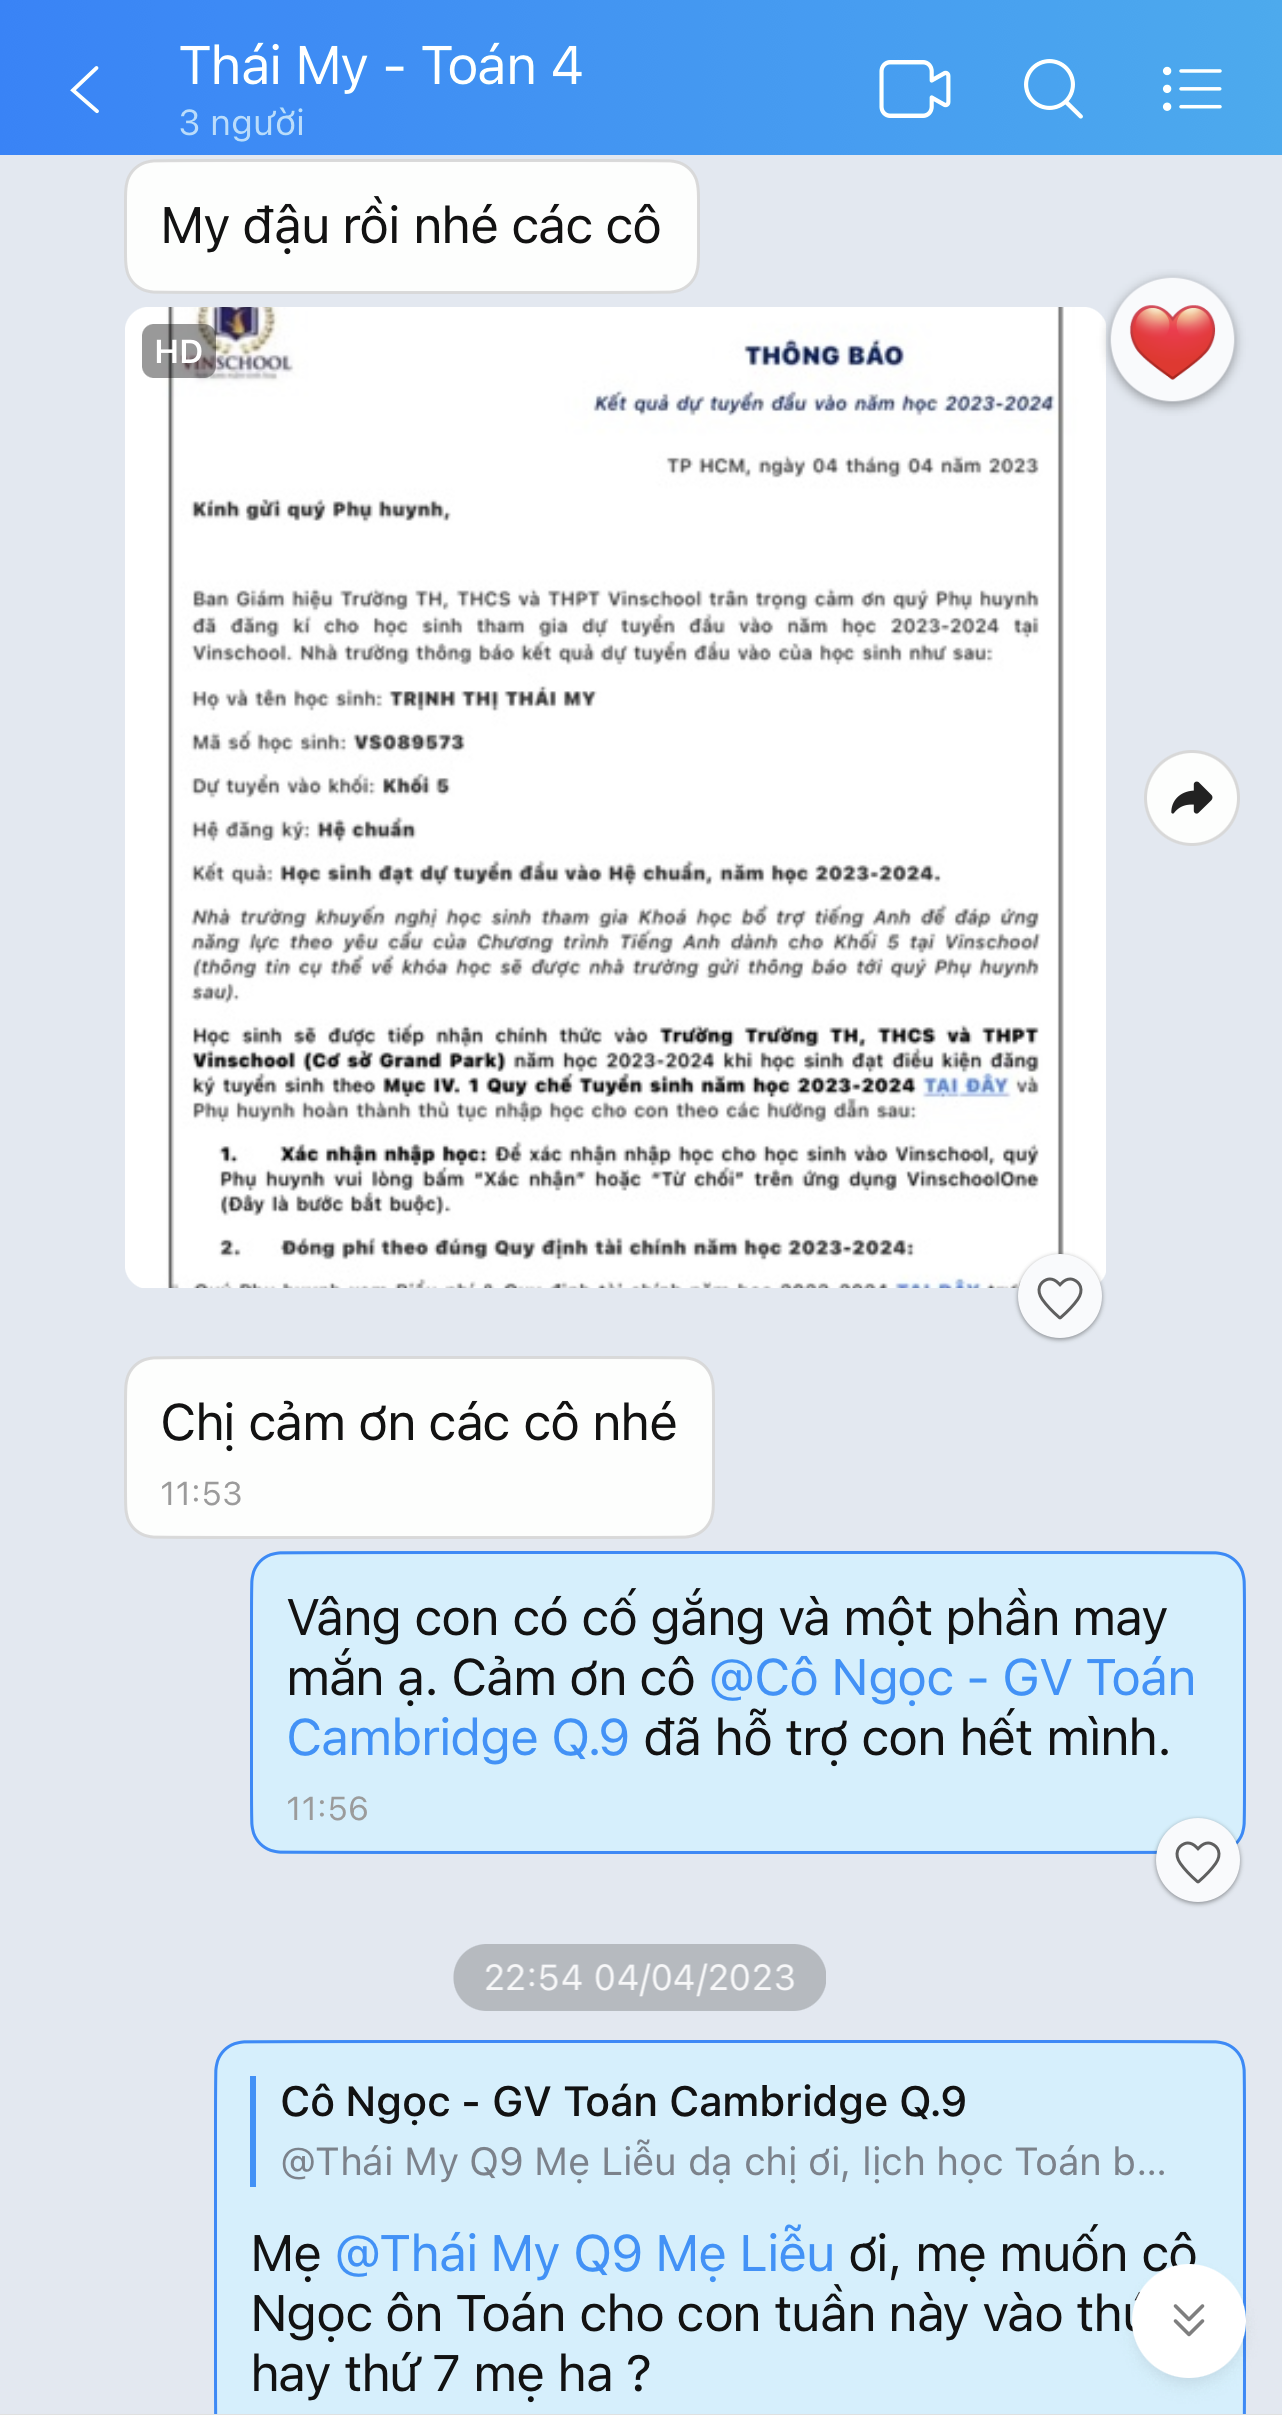 Thái My - Toán 4
3 người
My đậu rồi nhé các cô
HD
VINSCHOOL
THÔNG BÁO
Kết quả dự tuyển đầu vào năm học 2023-2024
TP HCM, ngày 04 tháng 04 năm 2023
Kính gửi quý Phụ huynh,
Ban Giám hiệu Trường TH, THCS và THPT Vinschool trân trọng cảm ơn quý Phụ huynh
đã đăng kí cho học sinh tham gia dự tuyển đầu vào năm học 2023-2024 tại
Vinschool. Nhà trường thông báo kết quả dự tuyển đầu vào của học sinh như sau:
Họ và tên học sinh: TRỊNH THỊ THÁI MY
Mã số học sinh: VS089573
Dự tuyển vào khối: Khối 5
Hệ đăng ký: Hệ chuẩn
Kết quả: Học sinh đạt dự tuyển đầu vào Hệ chuẩn, năm học 2023-2024.
Nhà trường khuyến nghị học sinh tham gia Khoá học bổ trợ tiếng Anh để đáp ứng
năng lực theo yêu cầu của Chương trình Tiếng Anh dành cho Khối 5 tại Vinschool
(thông tin cụ thể về khóa học sẽ được nhà trường gửi thông báo tới quý Phụ huynh
sau).
Học sinh sẽ được tiếp nhận chính thức vào Trường Trường TH, THCS và THPT
Vinschool (Cơ sở Grand Park) năm học 2023-2024 khi học sinh đạt điều kiện đăng
ký tuyển sinh theo Mục IV. 1 Quy chế Tuyển sinh năm học 2023-2024 TẠI ĐÂY và
Phụ huynh hoàn thành thủ tục nhập học cho con theo các hướng dẫn sau:
1. Xác nhận nhập học: Để xác nhận nhập học cho học sinh vào Vinschool, quý
Phụ huynh vui lòng bấm "Xác nhận" hoặc "Từ chối" trên ứng dụng VinschoolOne
(Đây là bước bắt buộc).
2. Đóng phí theo đúng Quy định tài chính năm học 2023-2024:
Chị cảm ơn các cô nhé
11:53
Vâng con có cố gắng và một phần may
mắn ạ. Cảm ơn cô @Cô Ngọc - GV Toán
Cambridge Q.9 đã hỗ trợ con hết mình.
11:56
22:54 04/04/2023
Cô Ngọc - GV Toán Cambridge Q.9
@Thái My Q9 Mẹ Liễu dạ chị ơi, lịch học Toán b...
Mẹ @Thái My Q9 Mẹ Liễu ơi, mẹ muốn cô
Ngọc ôn Toán cho con tuần này vào thứ
hay thứ 7 mẹ ha ?